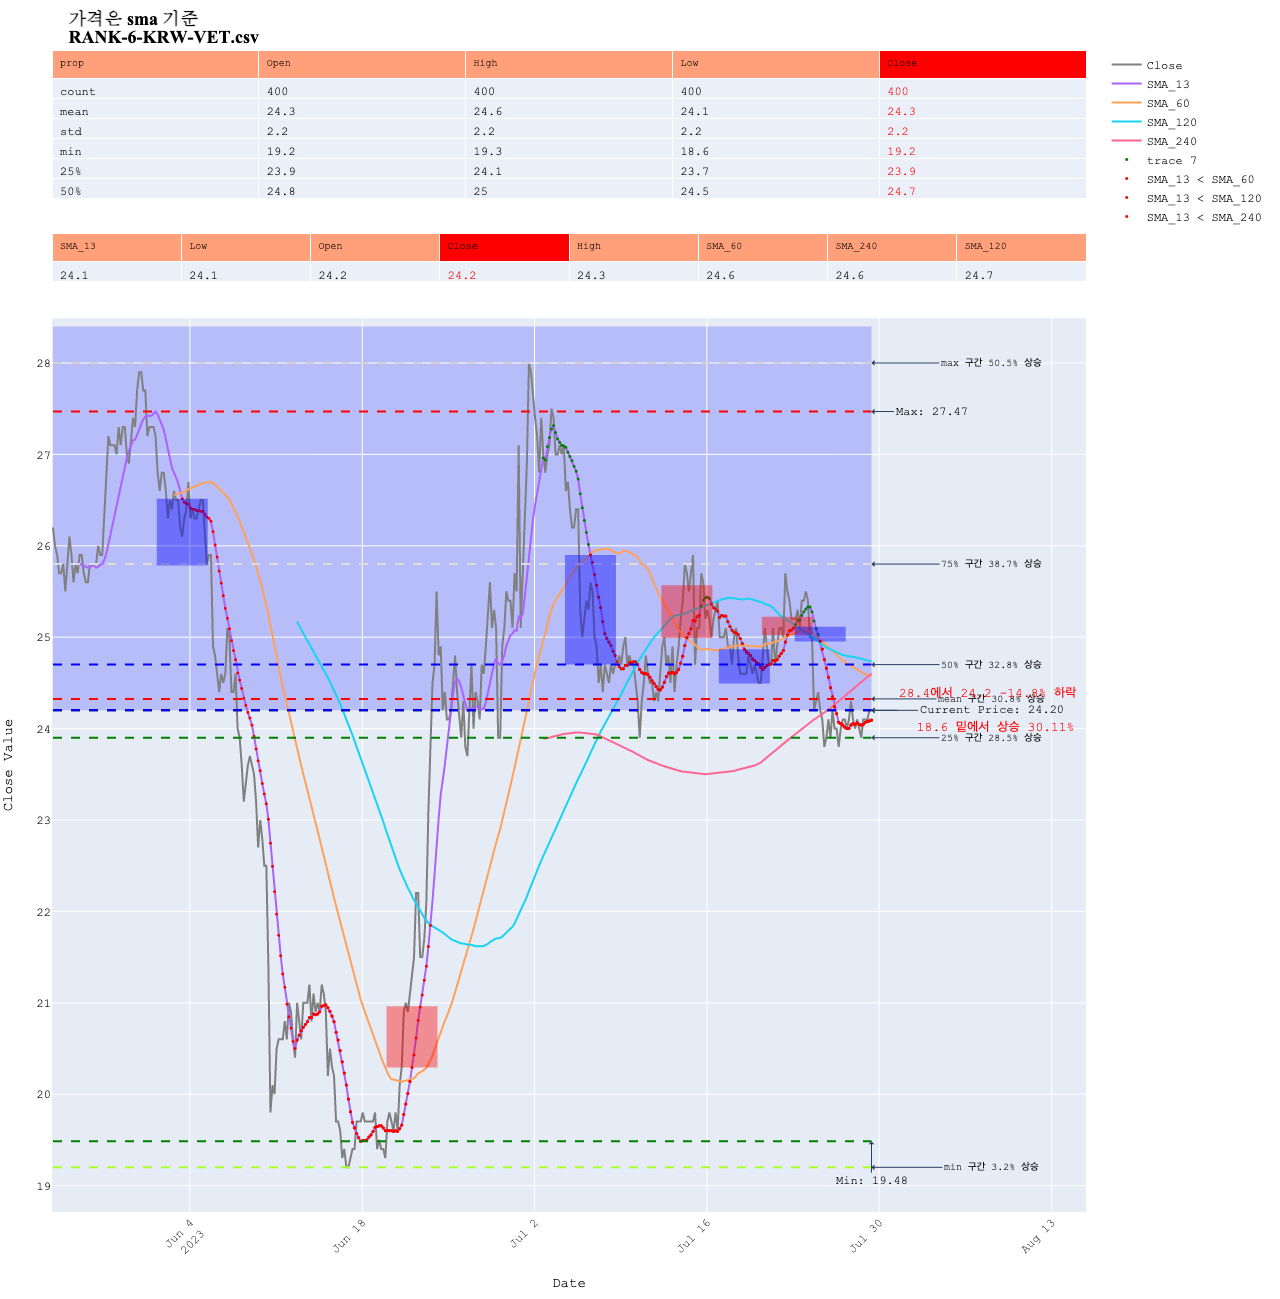 가격은 sma 기준
RANK-6-KRW-VET.csv
prop Open High Low Close
count 400 400 400 400
mean 24.3 24.6 24.1 24.3
std 2.2 2.2 2.2 2.2
min 19.2 19.3 18.6 19.2
25% 23.9 24.1 23.7 23.9
50% 24.8 25 24.5 24.7
Close
SMA_13
SMA_60
SMA_120
SMA_240
trace 7
SMA_13 < SMA_60
SMA_13 < SMA_120
SMA_13 < SMA_240
SMA_13 Low Open Close High SMA_60 SMA_240 SMA_120
24.1 24.1 24.2 24.2 24.3 24.6 24.6 24.7
Close Value
28
27
26
25
24
23
22
21
20
19
max 구간 50.5% 상승
Max: 27.47
75% 구간 38.7% 상승
50% 구간 32.8% 상승
28.4에서 24.2 -14.8% 하락
mean 구간 30.8% 상승
Current Price: 24.20
18.6 밑에서 상승 30.11%
25% 구간 28.5% 상승
min 구간 3.2% 상승
Min: 19.48
Jun 4
2023
Jun 18
Jul 2
Jul 16
Jul 30
Aug 13
Date